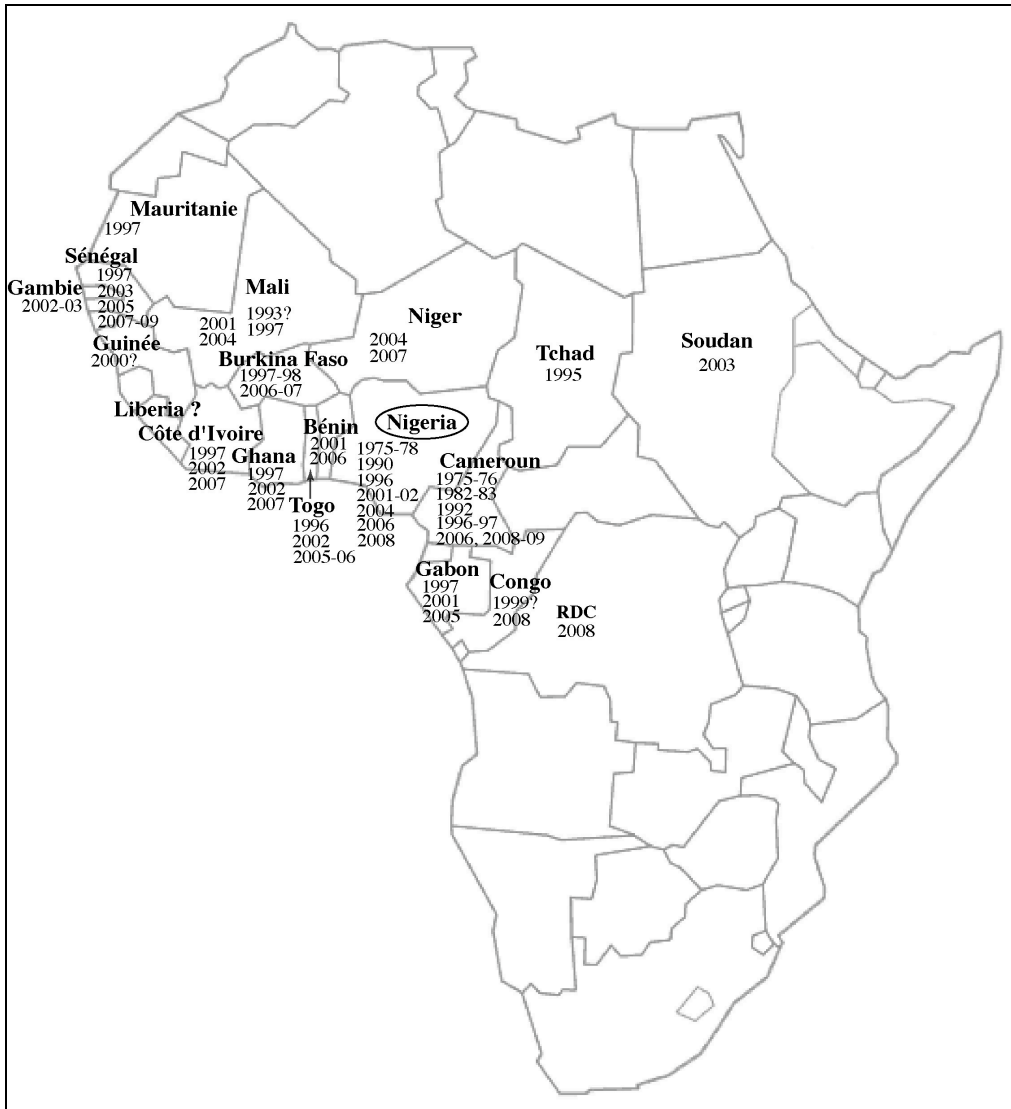 Mauritanie
1997
Sénégal
1997
2003
2005
2007-09
Gambie
2002-03
Guinée
2000?
Mali
1993?
1997
2001
2004
Niger
2004
2007
Burkina Faso
1997-98
2006-07
Tchad
1995
Soudan
2003
Liberia ?
Côte d'Ivoire
1997
2002
2007
Ghana
1997
2002
2007
Bénin
2001
2006
Togo
1996
2002
2005-06
Nigeria
1975-78
1990
1996
2001-02
2004
2006
2008
Cameroun
1975-76
1982-83
1992
1996-97
2006, 2008-09
Gabon
1997
2001
2005
Congo
1999?
2008
RDC
2008